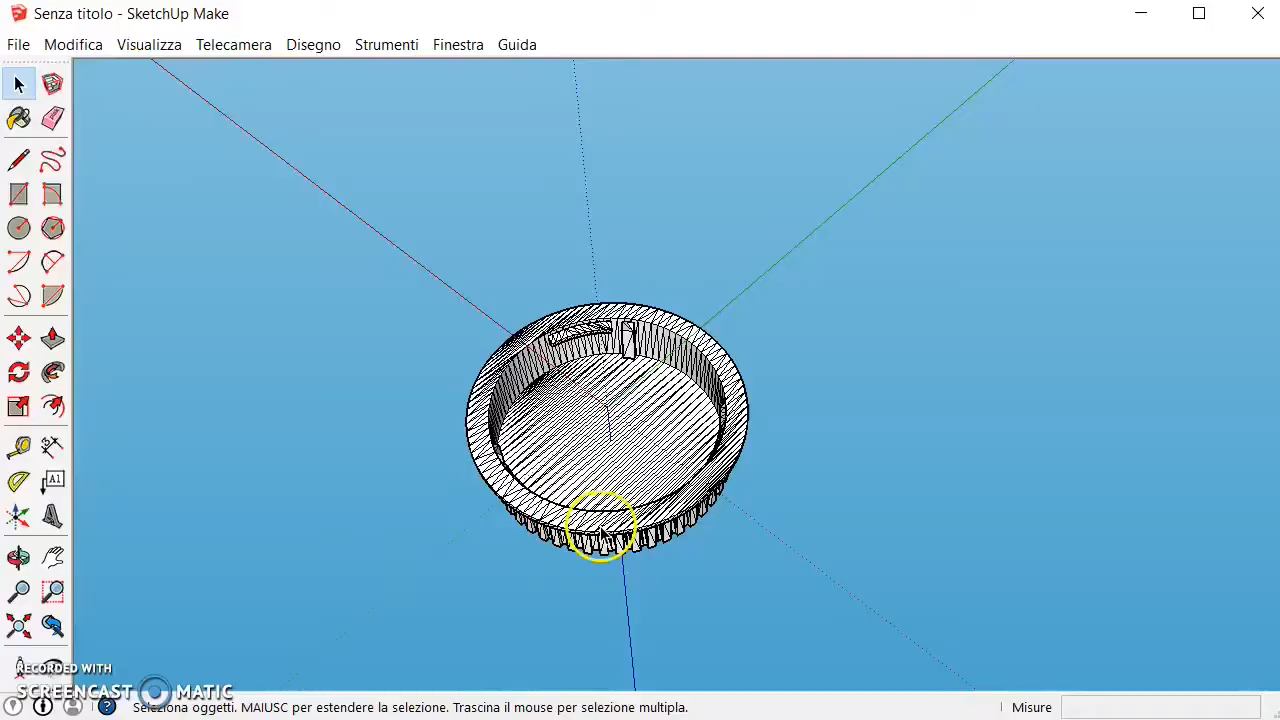 Senza titolo - SketchUp Make
File Modifica Visualizza Telecamera Disegno Strumenti Finestra Guida
A1
RECORDED WITH
SCREENCAST MATIC
Seleziona oggetti. MAIUSC per estendere la selezione. Trascina il mouse per selezione multipla.
Misure